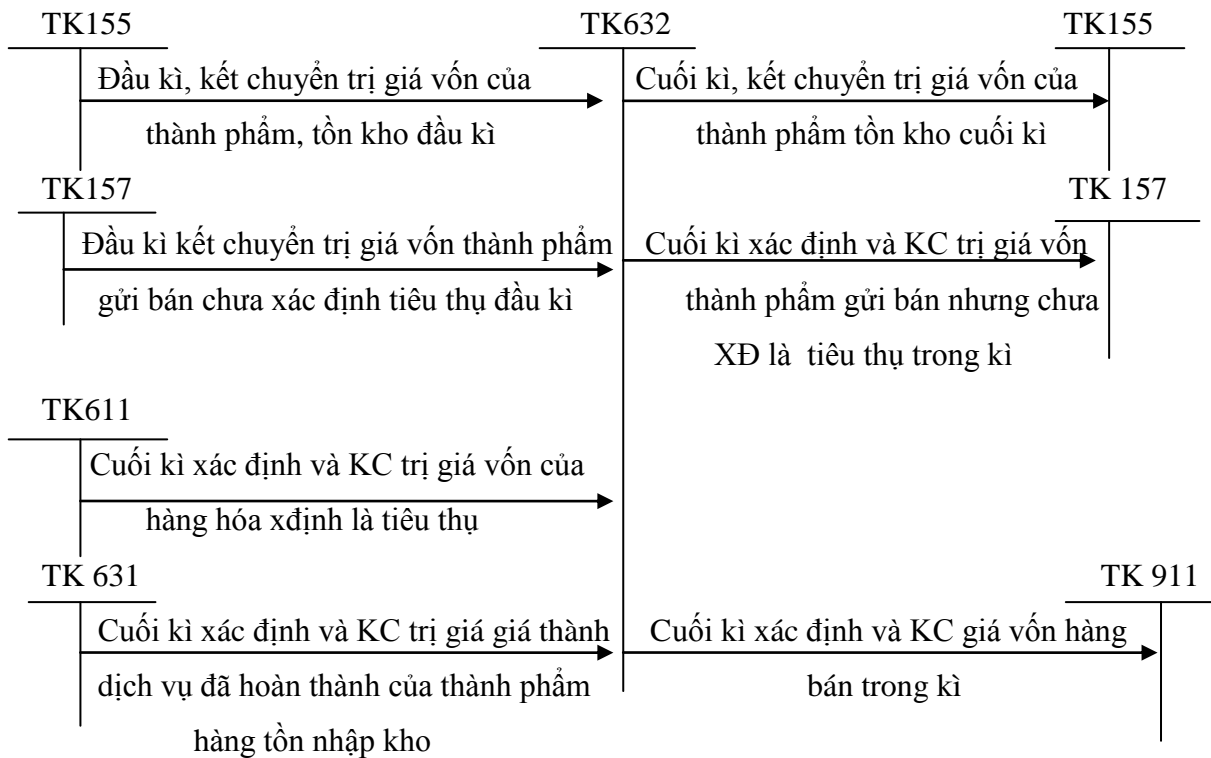 TK155
TK632
TK155
Đầu kì, kết chuyển trị giá vốn của
thành phẩm, tồn kho đầu kì
Cuối kì, kết chuyển trị giá vốn của
thành phẩm tồn kho cuối kì
TK157
TK 157
Đầu kì kết chuyển trị giá vốn thành phẩm
gửi bán chưa xác định tiêu thụ đầu kì
Cuối kì xác định và KC trị giá vốn
thành phẩm gửi bán nhưng chưa
XĐ là tiêu thụ trong kì
TK611
Cuối kì xác định và KC trị giá vốn của
hàng hóa xđịnh là tiêu thụ
TK 631
TK 911
Cuối kì xác định và KC trị giá giá thành
dịch vụ đã hoàn thành của thành phẩm
hàng tồn nhập kho
Cuối kì xác định và KC giá vốn hàng
bán trong kì